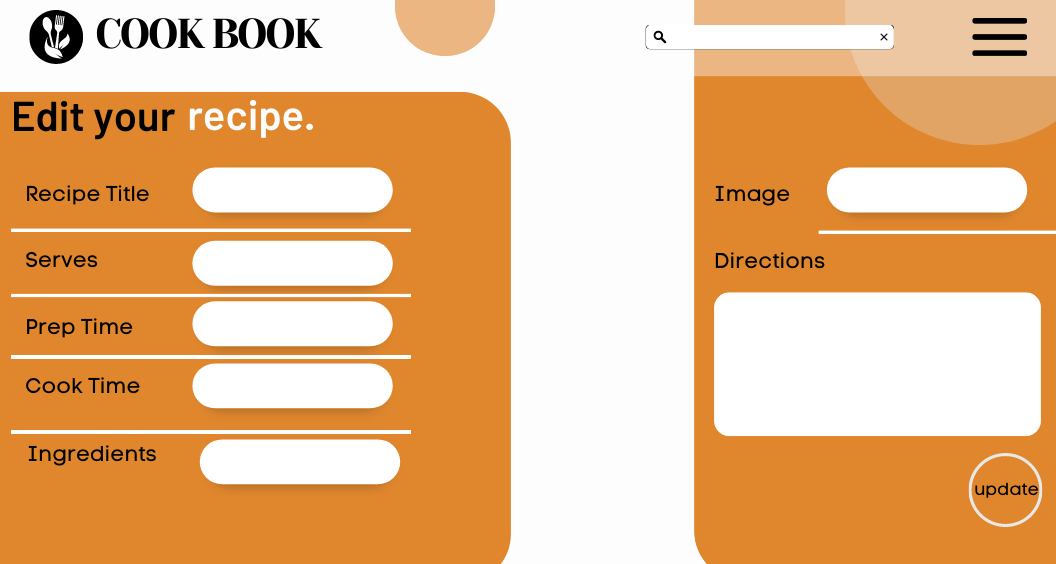 COOK BOOK
Edit your recipe.
Recipe Title
Serves
Prep Time
Cook Time
Ingredients
Image
Directions
update